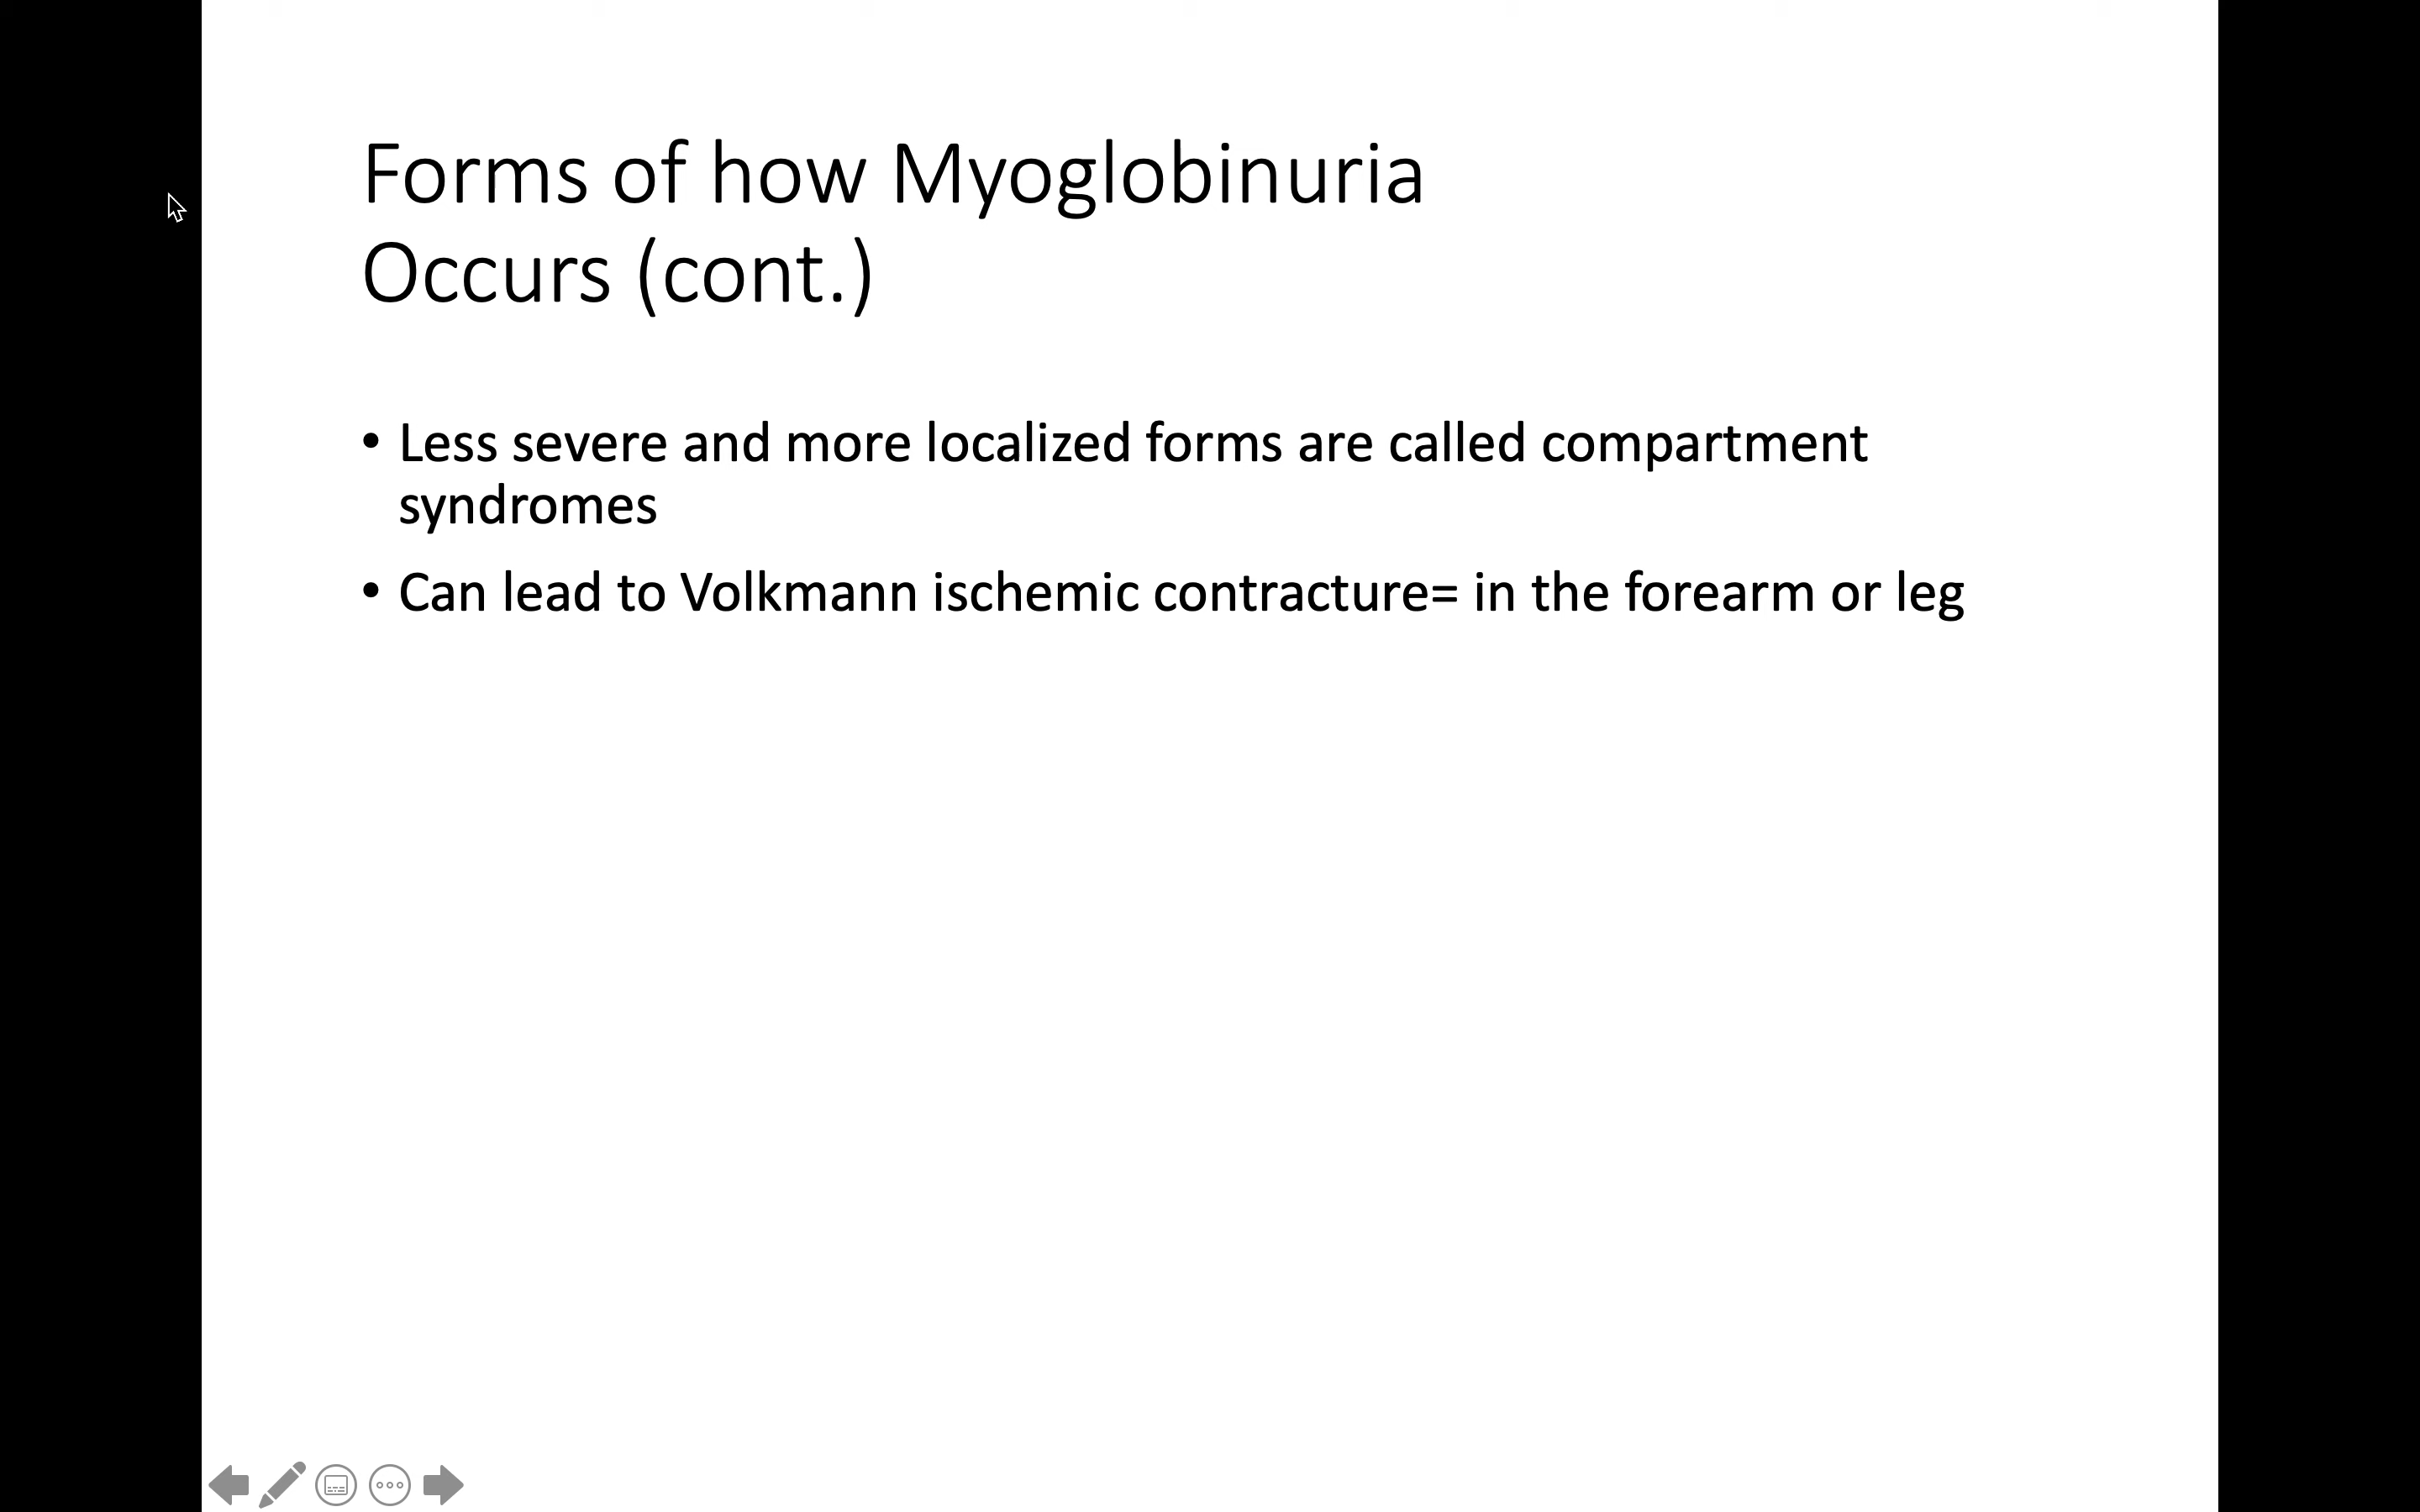 Forms of how Myoglobinuria
Occurs (cont.)
• Less severe and more localized forms are called compartment
syndromes
• Can lead to Volkmann ischemic contracture= in the forearm or leg